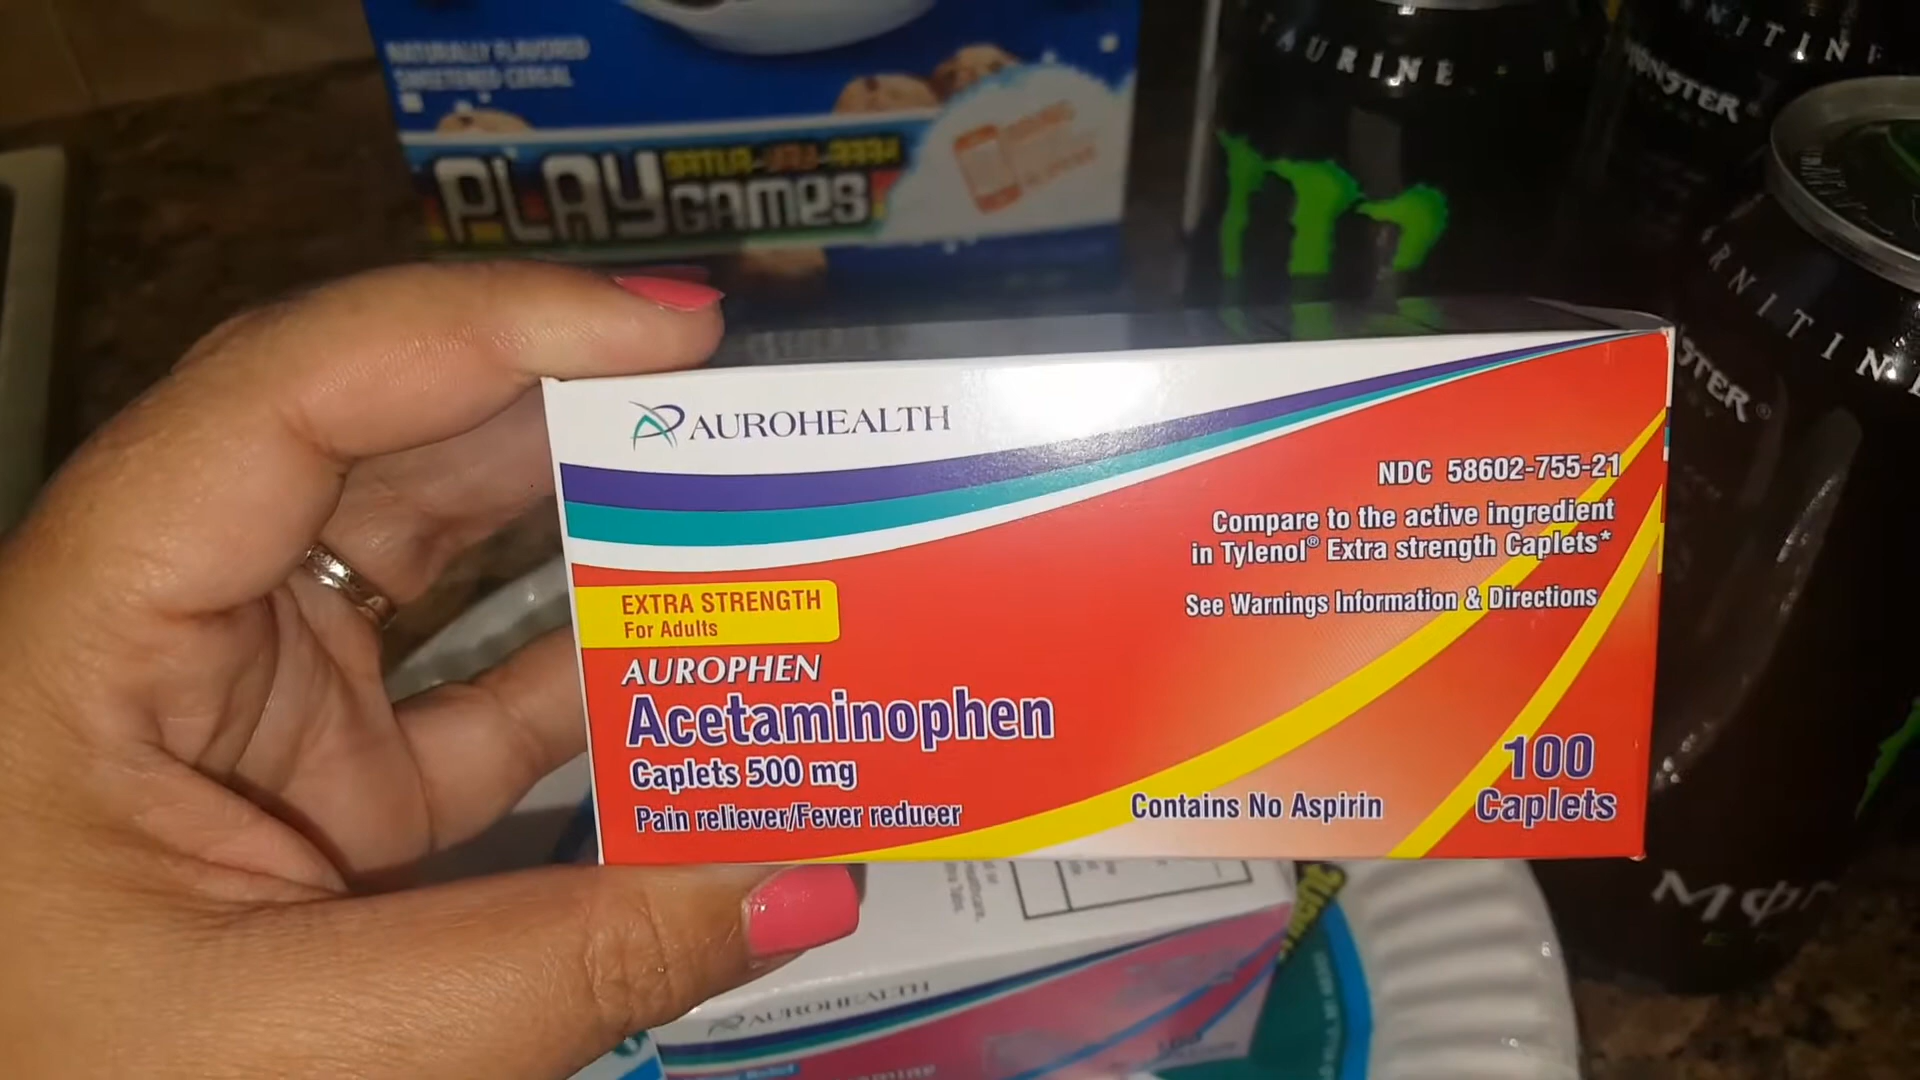 NATURALLY FLAVORED
SWEETENED CEREAL
PLAY
GAMES
TAURINE
MONSTER
MONSTER
AUROHEALTH
NDC 58602-755-21
Compare to the active ingredient
in Tylenol® Extra strength Caplets*
See Warnings Information & Directions
EXTRA STRENGTH
For Adults
AUROPHEN
Acetaminophen
Caplets 500 mg
Pain reliever/Fever reducer
Contains No Aspirin
100
Caplets
AUROHEALTH